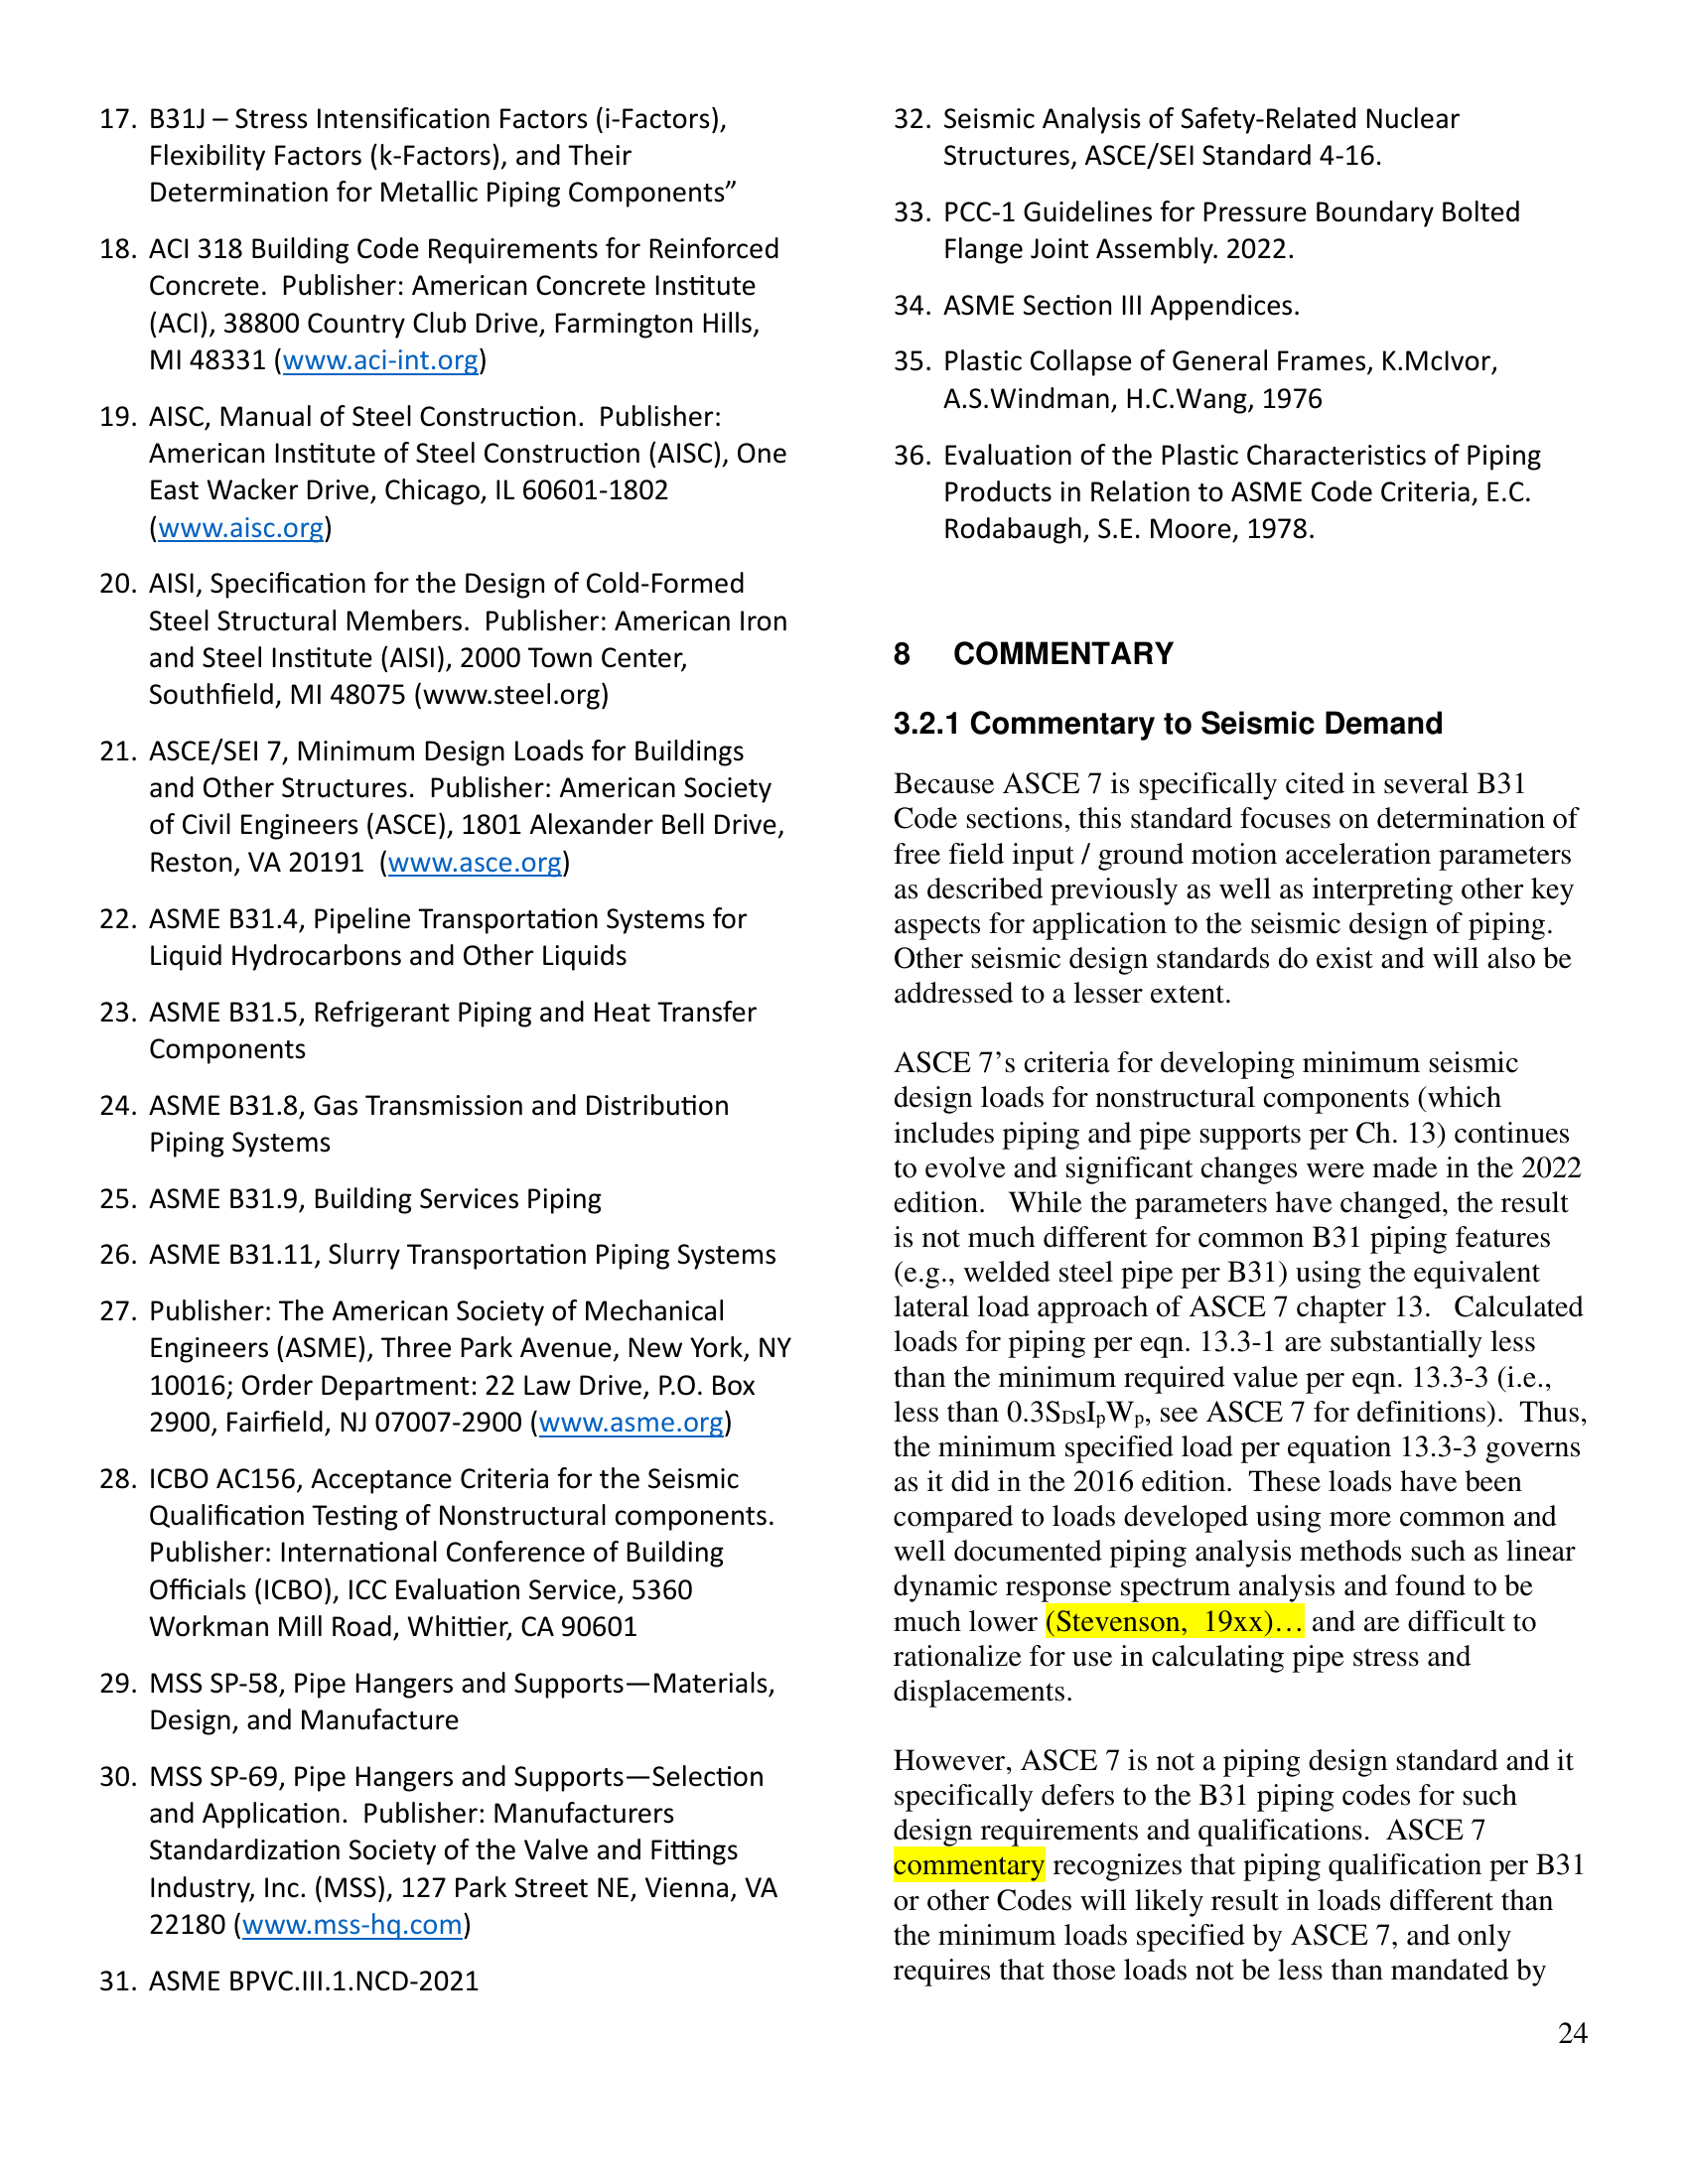 17. B31J – Stress Intensification Factors (i-Factors),
Flexibility Factors (k-Factors), and Their
Determination for Metallic Piping Components”
18. ACI 318 Building Code Requirements for Reinforced
Concrete.  Publisher: American Concrete Institute
(ACI), 38800 Country Club Drive, Farmington Hills,
MI 48331 (www.aci-int.org)
19. AISC, Manual of Steel Construction.  Publisher:
American Institute of Steel Construction (AISC), One
East Wacker Drive, Chicago, IL 60601-1802
(www.aisc.org)
20. AISI, Specification for the Design of Cold-Formed
Steel Structural Members.  Publisher: American Iron
and Steel Institute (AISI), 2000 Town Center,
Southfield, MI 48075 (www.steel.org)
21. ASCE/SEI 7, Minimum Design Loads for Buildings
and Other Structures.  Publisher: American Society
of Civil Engineers (ASCE), 1801 Alexander Bell Drive,
Reston, VA 20191  (www.asce.org)
22. ASME B31.4, Pipeline Transportation Systems for
Liquid Hydrocarbons and Other Liquids
23. ASME B31.5, Refrigerant Piping and Heat Transfer
Components
24. ASME B31.8, Gas Transmission and Distribution
Piping Systems
25. ASME B31.9, Building Services Piping
26. ASME B31.11, Slurry Transportation Piping Systems
27. Publisher: The American Society of Mechanical
Engineers (ASME), Three Park Avenue, New York, NY
10016; Order Department: 22 Law Drive, P.O. Box
2900, Fairfield, NJ 07007-2900 (www.asme.org)
28. ICBO AC156, Acceptance Criteria for the Seismic
Qualification Testing of Nonstructural components.
Publisher: International Conference of Building
Officials (ICBO), ICC Evaluation Service, 5360
Workman Mill Road, Whittier, CA 90601
29. MSS SP-58, Pipe Hangers and Supports—Materials,
Design, and Manufacture
30. MSS SP-69, Pipe Hangers and Supports—Selection
and Application.  Publisher: Manufacturers
Standardization Society of the Valve and Fittings
Industry, Inc. (MSS), 127 Park Street NE, Vienna, VA
22180 (www.mss-hq.com)
31. ASME BPVC.III.1.NCD-2021
32. Seismic Analysis of Safety-Related Nuclear
Structures, ASCE/SEI Standard 4-16.
33. PCC-1 Guidelines for Pressure Boundary Bolted
Flange Joint Assembly. 2022.
34. ASME Section III Appendices.
35. Plastic Collapse of General Frames, K.McIvor,
A.S.Windman, H.C.Wang, 1976
36. Evaluation of the Plastic Characteristics of Piping
Products in Relation to ASME Code Criteria, E.C.
Rodabaugh, S.E. Moore, 1978.
8 COMMENTARY
3.2.1 Commentary to Seismic Demand
Because ASCE 7 is specifically cited in several B31
Code sections, this standard focuses on determination of
free field input / ground motion acceleration parameters
as described previously as well as interpreting other key
aspects for application to the seismic design of piping.
Other seismic design standards do exist and will also be
addressed to a lesser extent.
ASCE 7’s criteria for developing minimum seismic
design loads for nonstructural components (which
includes piping and pipe supports per Ch. 13) continues
to evolve and significant changes were made in the 2022
edition.   While the parameters have changed, the result
is not much different for common B31 piping features
(e.g., welded steel pipe per B31) using the equivalent
lateral load approach of ASCE 7 chapter 13.   Calculated
loads for piping per eqn. 13.3-1 are substantially less
than the minimum required value per eqn. 13.3-3 (i.e.,
less than 0.3SDSIpWp, see ASCE 7 for definitions).  Thus,
the minimum specified load per equation 13.3-3 governs
as it did in the 2016 edition.  These loads have been
compared to loads developed using more common and
well documented piping analysis methods such as linear
dynamic response spectrum analysis and found to be
much lower (Stevenson,  19xx)… and are difficult to
rationalize for use in calculating pipe stress and
displacements.
However, ASCE 7 is not a piping design standard and it
specifically defers to the B31 piping codes for such
design requirements and qualifications.  ASCE 7
commentary recognizes that piping qualification per B31
or other Codes will likely result in loads different than
the minimum loads specified by ASCE 7, and only
requires that those loads not be less than mandated by
24